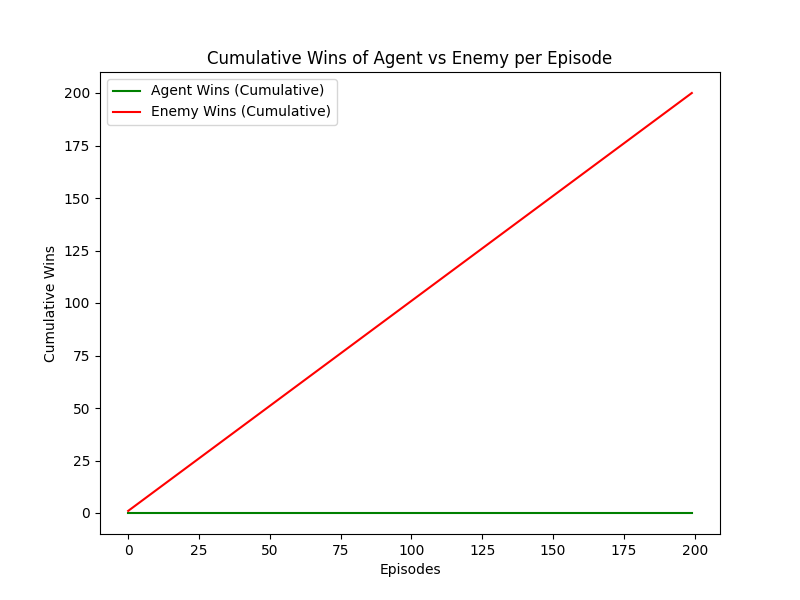 Cumulative Wins of Agent vs Enemy per Episode
Agent Wins (Cumulative)
Enemy Wins (Cumulative)
Cumulative Wins
200
175
150
125
100
75
50
25
0
0 25 50 75 100 125 150 175 200
Episodes